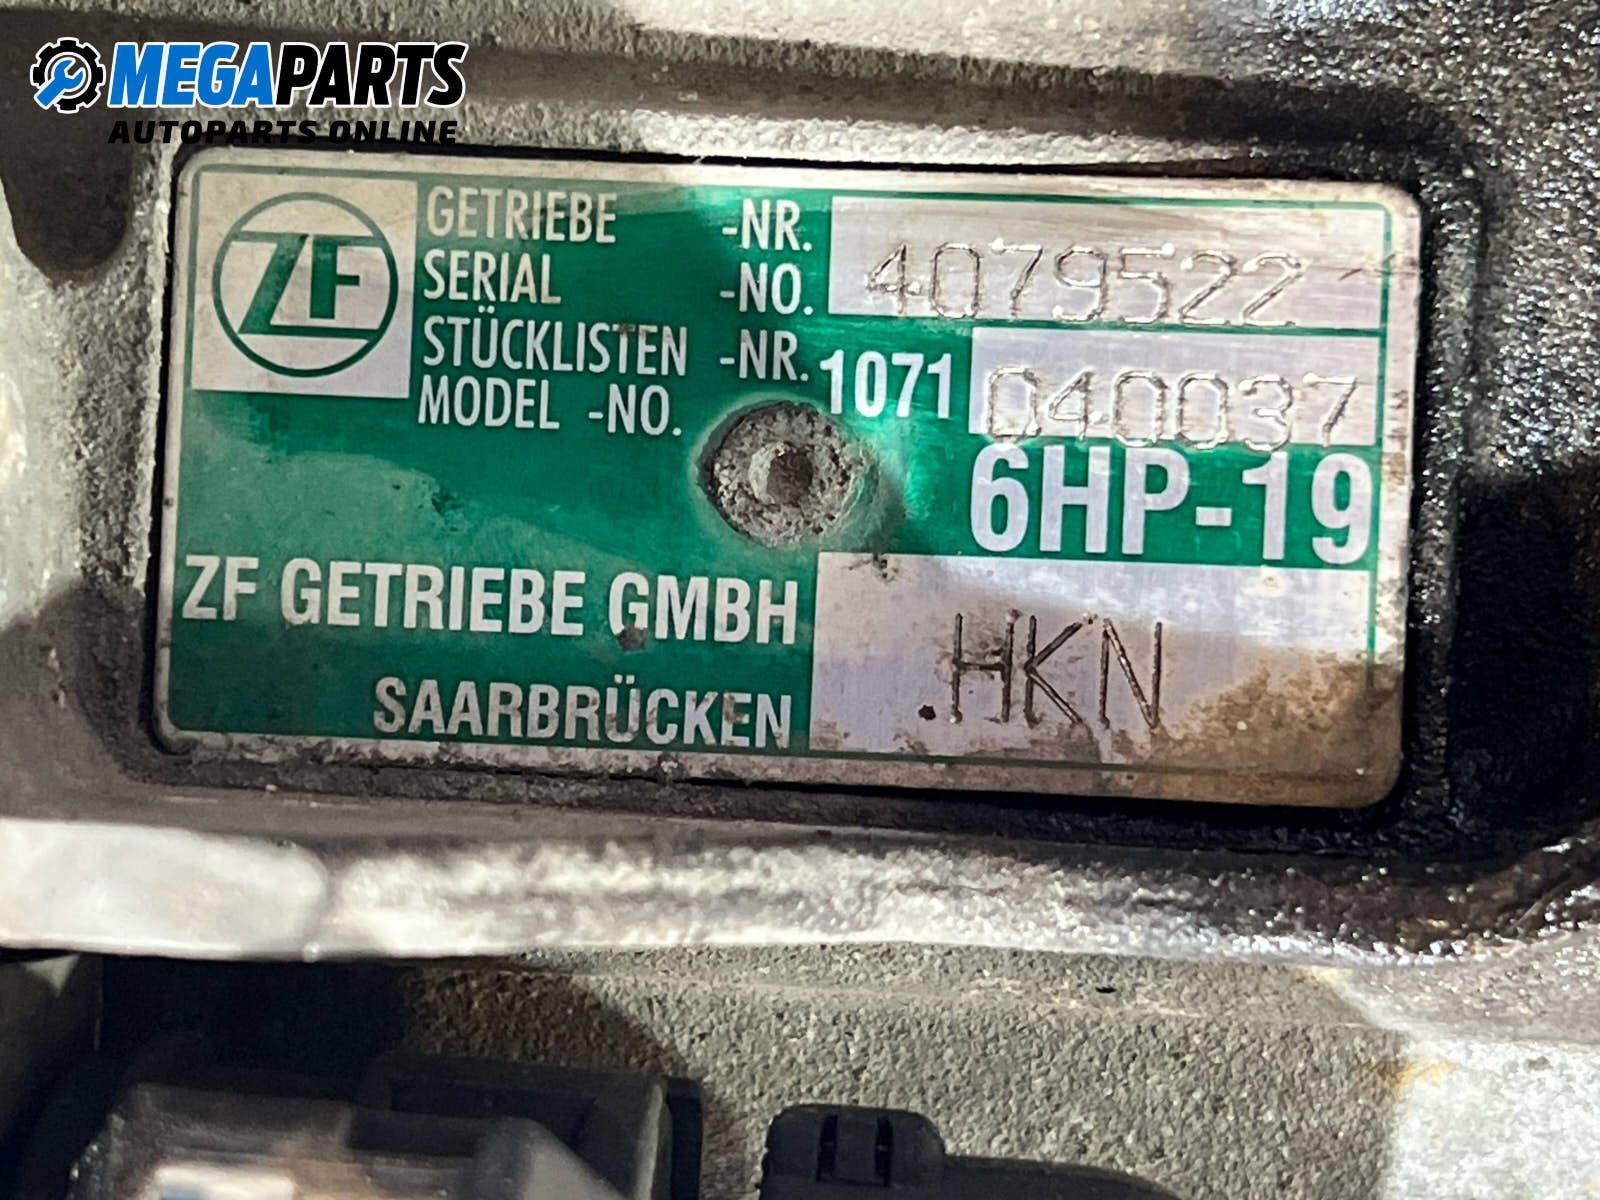 MEGAPARTS
AUTOPARTS ONLINE
ZF
GETRIEBE -NR.
SERIAL -NO. 4079522
STÜCKLISTEN -NR. 1071 040037
MODEL -NO.
6HP-19
ZF GETRIEBE GMBH
SAARBRÜCKEN
.HKN